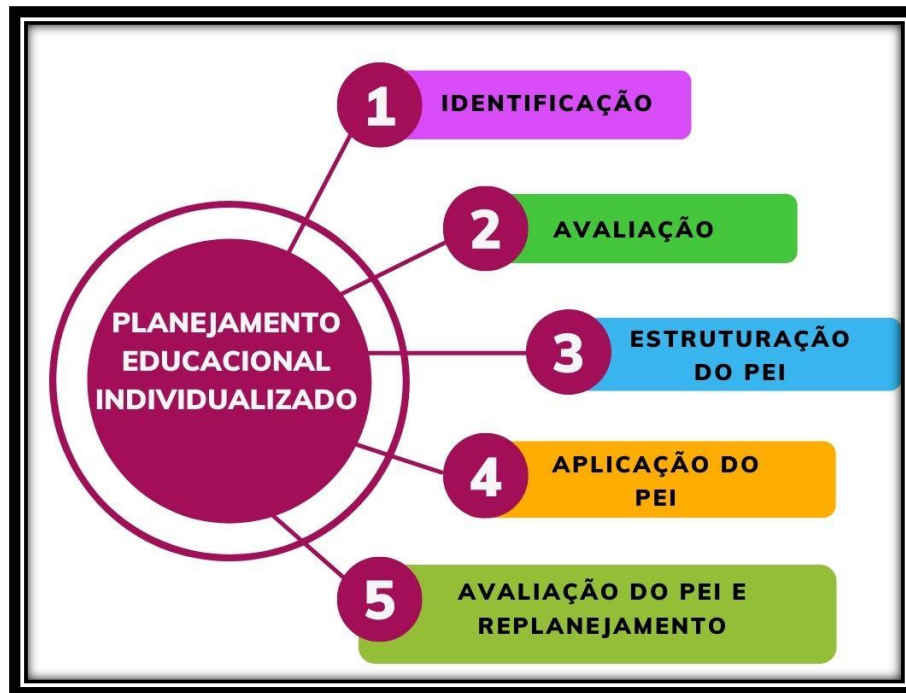 PLANEJAMENTO
EDUCACIONAL
INDIVIDUALIZADO
1
IDENTIFICAÇÃO
2
AVALIAÇÃO
3
ESTRUTURAÇÃO
DO PEI
4
APLICAÇÃO DO
PEI
5
AVALIAÇÃO DO PEI E
REPLANEJAMENTO